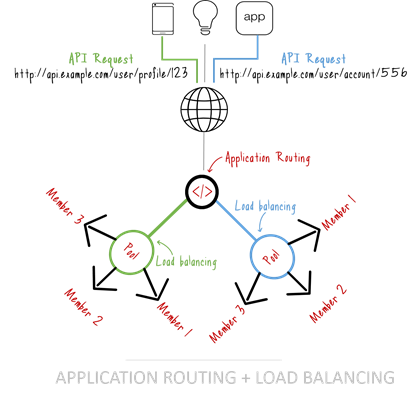 app
API Request
API Request
http://api.example.com/user/profile/123
http://api.example.com/user/account/556
</>
Application Routing
Load balancing
Member 3
Member 1
Pool
Pool
Load balancing
Member 2
Member 1
Member 3
Member 2
APPLICATION ROUTING + LOAD BALANCING